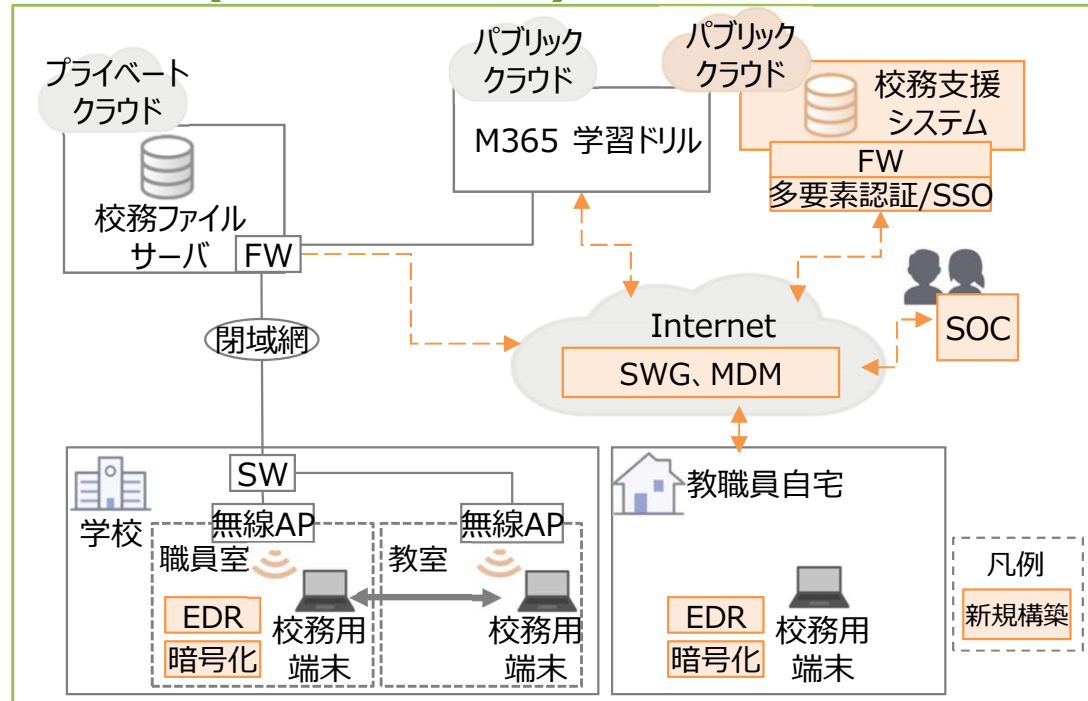 プライベート
クラウド
校務ファイル
サーバ
FW
パブリック
クラウド
M365 学習ドリル
パブリック
クラウド
校務支援
システム
FW
多要素認証/SSO
閉域網
Internet
SWG、MDM
SOC
学校
SW
無線AP
無線AP
職員室
教室
EDR
暗号化
校務用
端末
校務用
端末
教職員自宅
EDR
暗号化
校務用
端末
凡例
新規構築